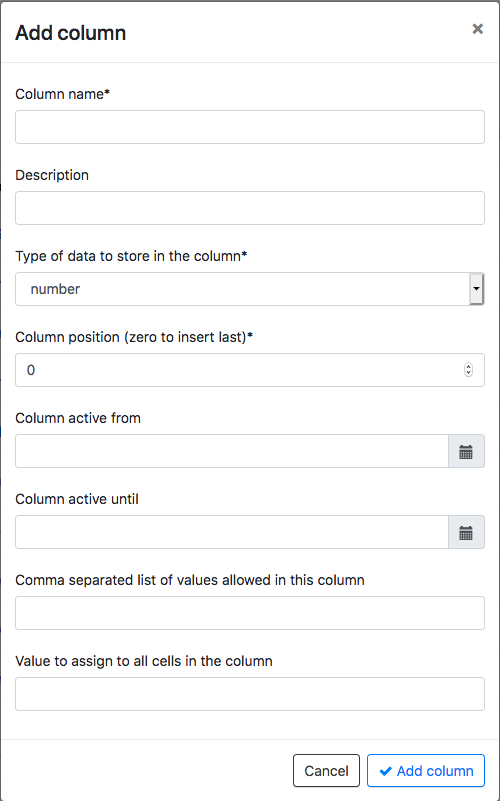 Add column ×
Column name*
Description
Type of data to store in the column*
number
Column position (zero to insert last)*
0
Column active from
Column active until
Comma separated list of values allowed in this column
Value to assign to all cells in the column
Cancel ✔ Add column